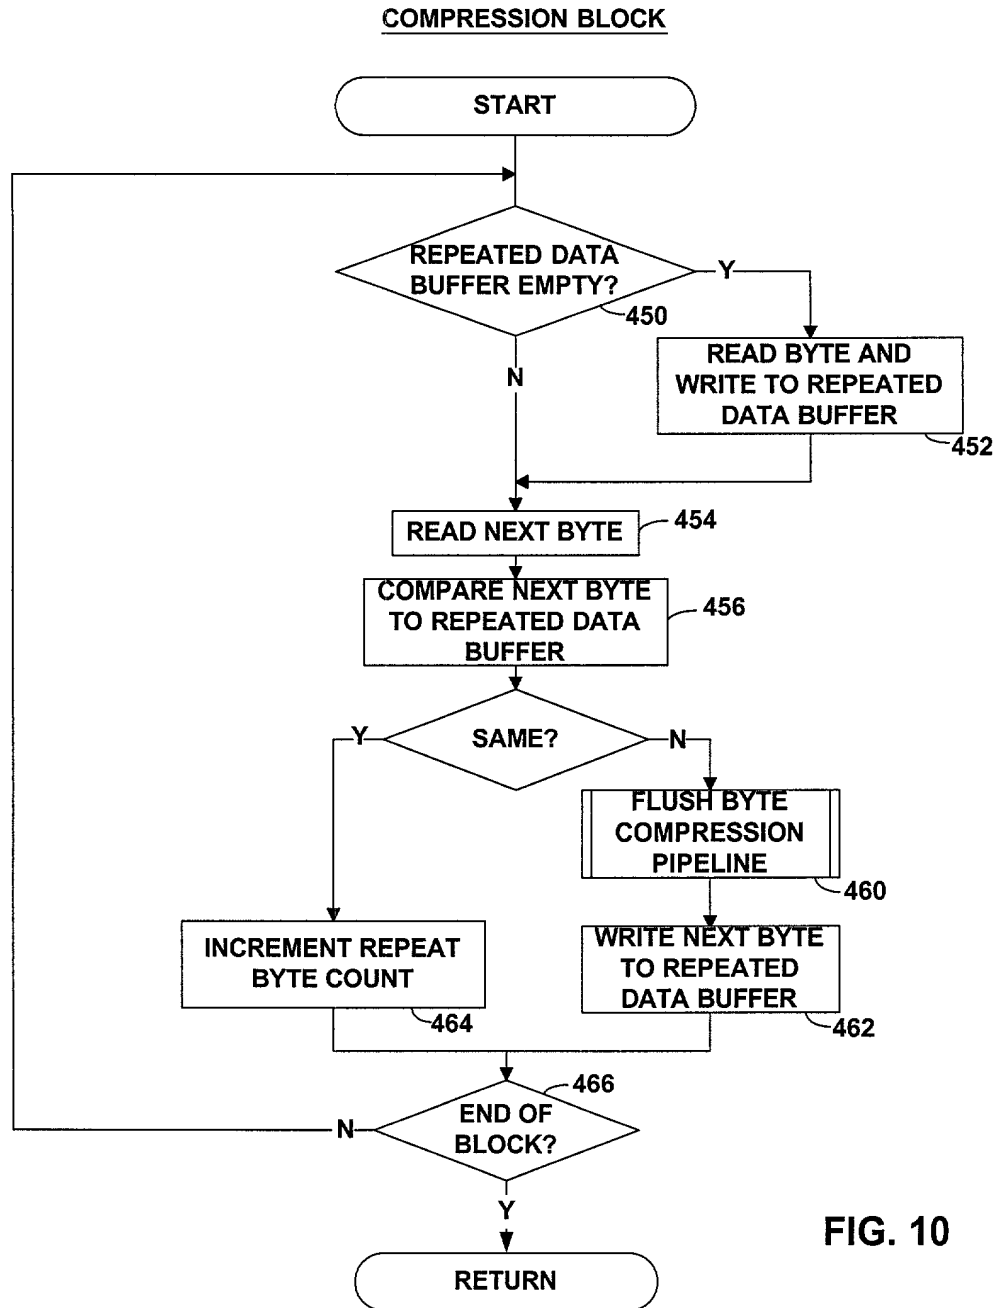 COMPRESSION BLOCK
START
REPEATED DATA
BUFFER EMPTY?
450
Y
N
READ BYTE AND
WRITE TO REPEATED
DATA BUFFER
452
READ NEXT BYTE
454
COMPARE NEXT BYTE
TO REPEATED DATA
BUFFER
456
SAME?
Y
N
FLUSH BYTE
COMPRESSION
PIPELINE
460
INCREMENT REPEAT
BYTE COUNT
464
WRITE NEXT BYTE
TO REPEATED
DATA BUFFER
462
END OF
BLOCK?
466
N
Y
RETURN
FIG. 10